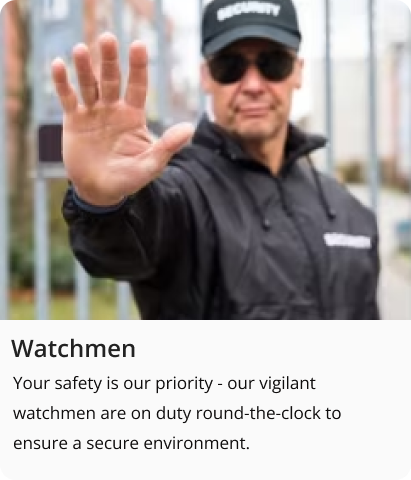 SECURITY
SECURITY
Watchmen
Your safety is our priority - our vigilant
watchmen are on duty round-the-clock to
ensure a secure environment.